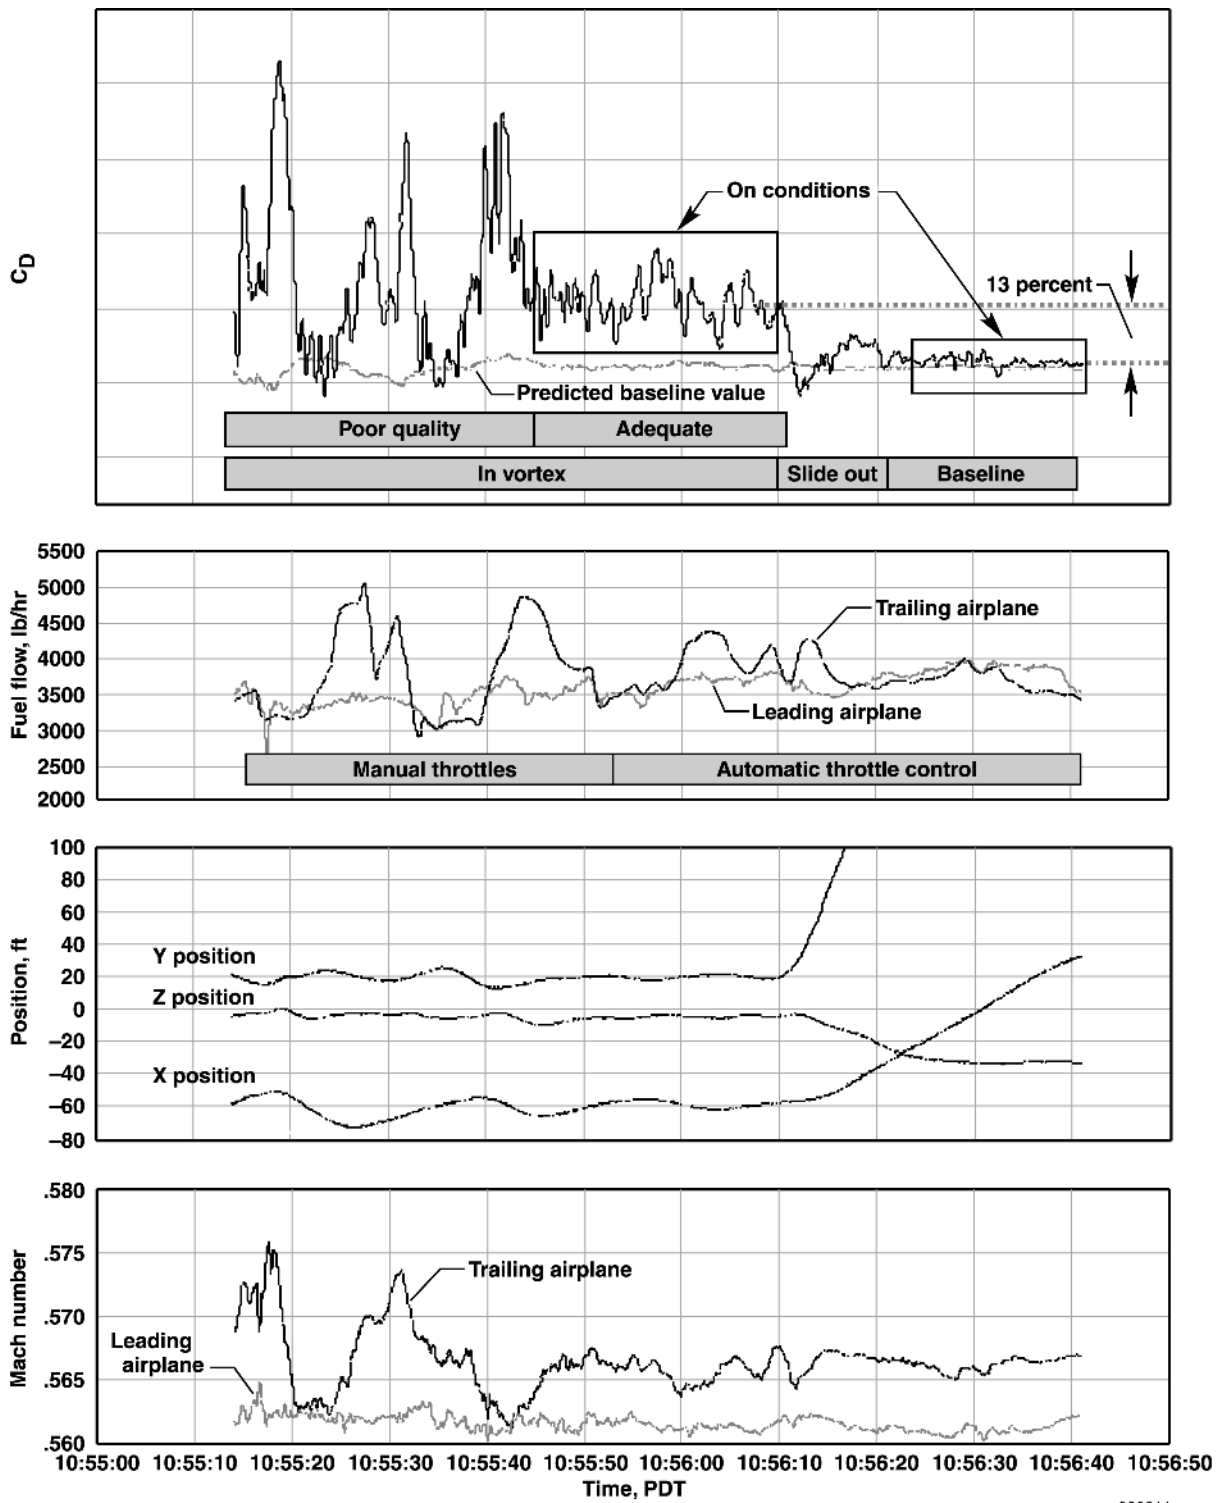 On conditions
13 percent
CD
Predicted baseline value
Poor quality
Adequate
In vortex
Slide out
Baseline
5500
5000
4500
4000
3500
3000
2500
2000
Fuel flow, lb/hr
Trailing airplane
Leading airplane
Manual throttles
Automatic throttle control
100
80
60
40
20
0
–20
–40
–60
–80
Position, ft
Y position
Z position
X position
.580
.575
.570
.565
.560
Mach number
Trailing airplane
Leading
airplane
10:55:00 10:55:10 10:55:20 10:55:30 10:55:40 10:55:50 10:56:00 10:56:10 10:56:20 10:56:30 10:56:40 10:56:50
Time, PDT